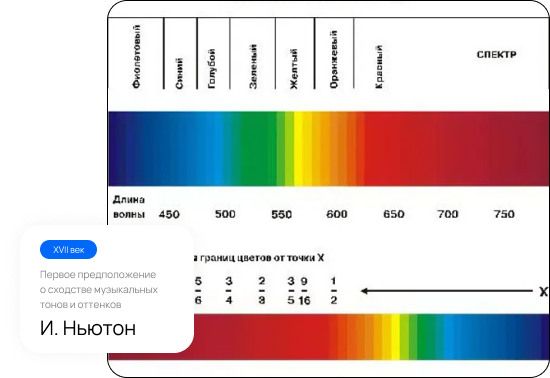 Фиолетовый
Синий
Голубой
Зеленый
Желтый
Оранжевый
Красный
СПЕКТР
Длина
волны 450 500 550 600 650 700 750
границ цветов от точки X
5/6 3/4 2/3 3/5 9/16 1/2 X
XVII век
Первое предположение
о сходстве музыкальных
тонов и оттенков
И. Ньютон